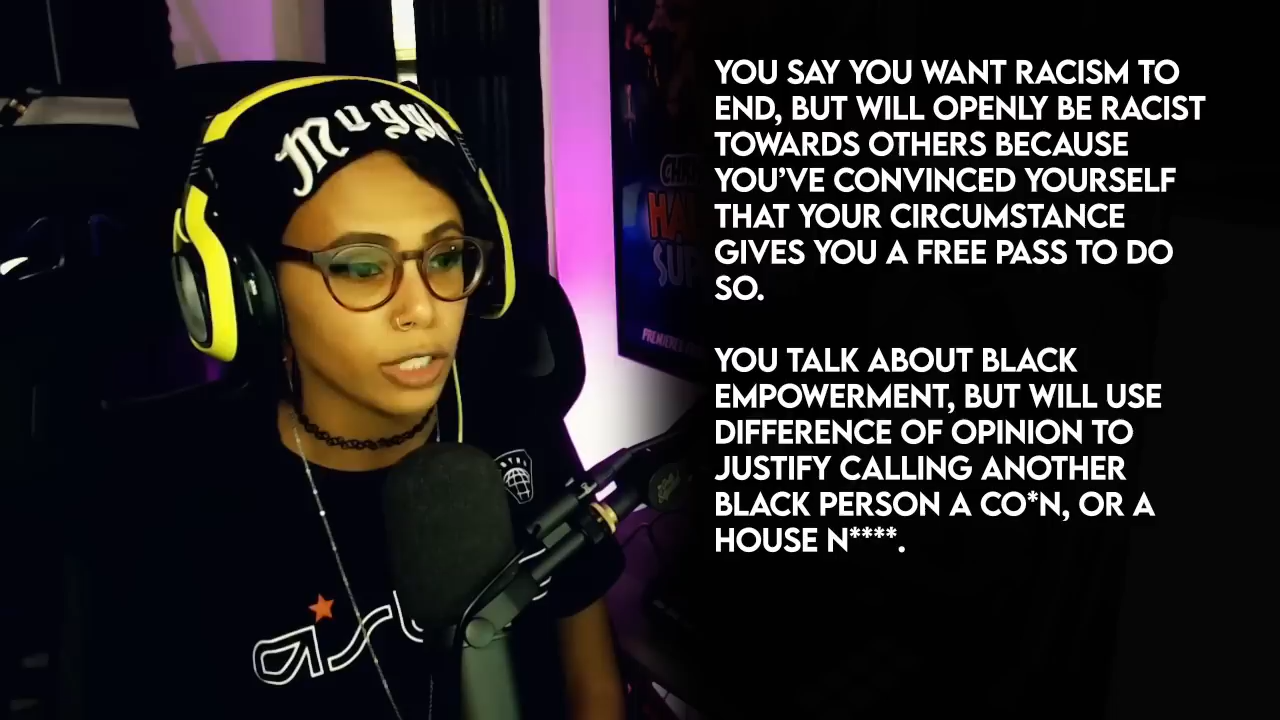 Mugg
YOU SAY YOU WANT RACISM TO
END, BUT WILL OPENLY BE RACIST
TOWARDS OTHERS BECAUSE
YOU'VE CONVINCED YOURSELF
THAT YOUR CIRCUMSTANCE
GIVES YOU A FREE PASS TO DO
SO.
YOU TALK ABOUT BLACK
EMPOWERMENT, BUT WILL USE
DIFFERENCE OF OPINION TO
JUSTIFY CALLING ANOTHER
BLACK PERSON A CO*N, OR A
HOUSE N****.